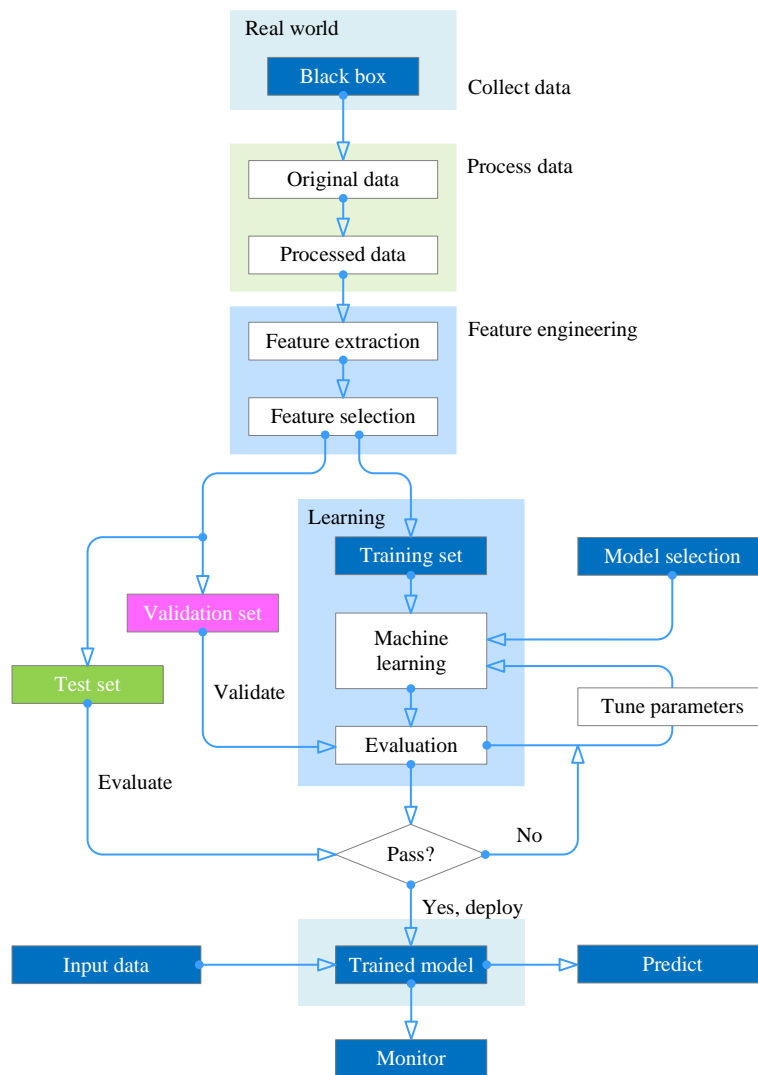 Real world
Black box
Collect data
Original data
Process data
Processed data
Feature extraction
Feature engineering
Feature selection
Learning
Training set
Model selection
Validation set
Machine
learning
Test set
Validate
Tune parameters
Evaluation
Evaluate
No
Pass?
Yes, deploy
Input data
Trained model
Predict
Monitor